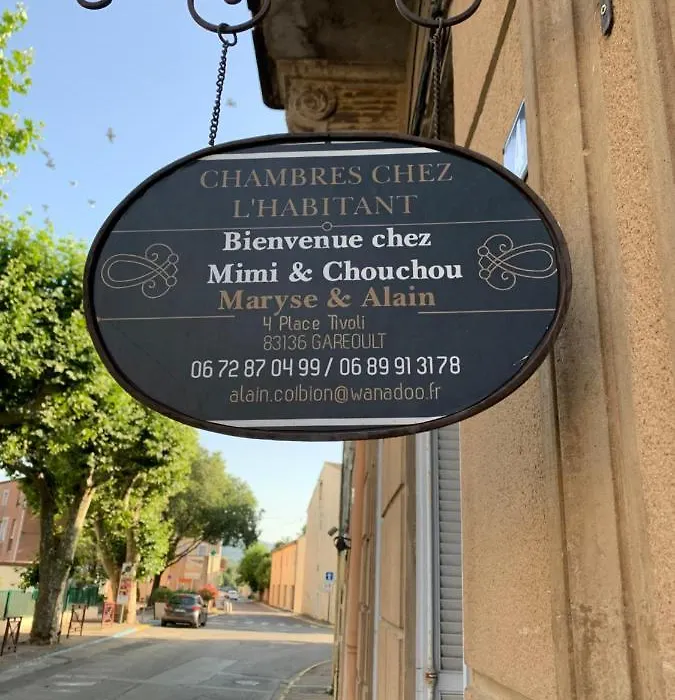 CHAMBRES CHEZ
L'HABITANT
Bienvenue chez
Mimi & Chouchou
Maryse & Alain
4 Place Tivoli
83136 GAREOULT
06 72 87 04 99 / 06 89 91 31 78
alain.colbion@wanadoo.fr